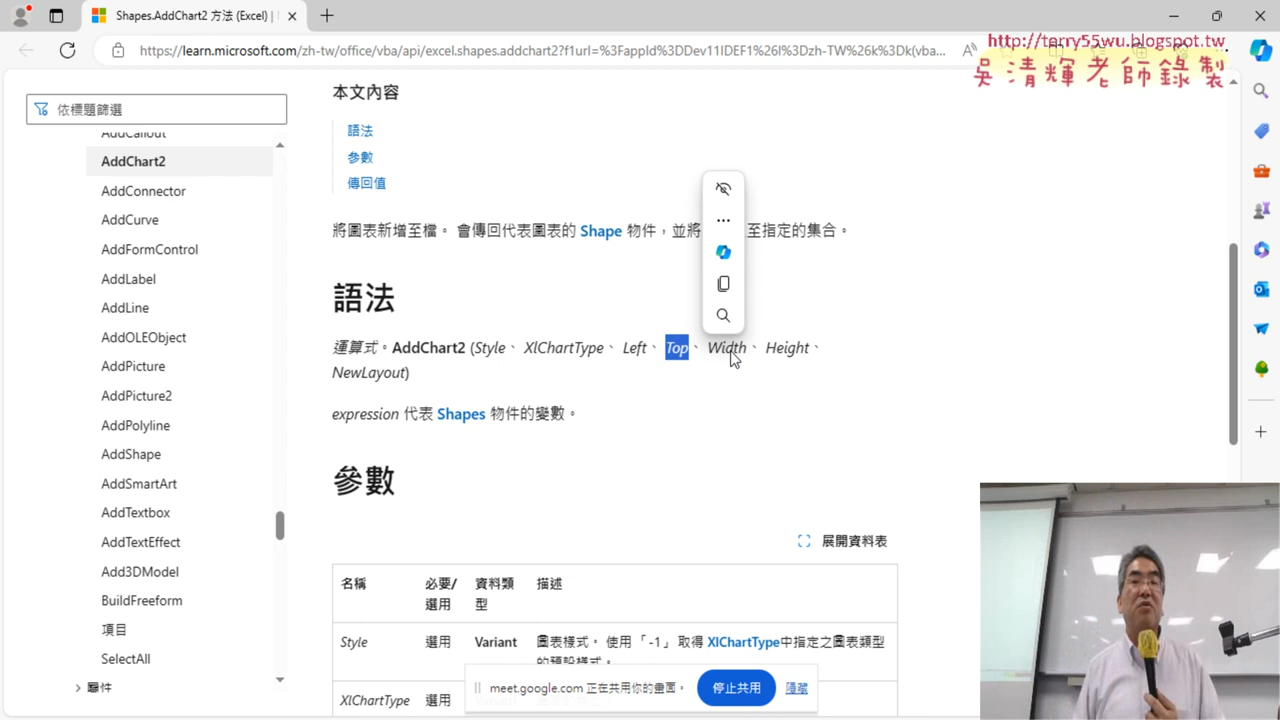 Shapes.AddChart2 方法 (Excel) |
https://learn.microsoft.com/zh-tw/office/vba/api/excel.shapes.addchart2?f1url=%3FappId%3DDev11IDEF1%26l%3Dzh-TW%26k%3Dk(vba...
http://terry55wu.blogspot.tw
吳清輝老師錄製
依標題篩選
AddCallout
AddChart2
AddConnector
AddCurve
AddFormControl
AddLabel
AddLine
AddOLEObject
AddPicture
AddPicture2
AddPolyline
AddShape
AddSmartArt
AddTextbox
AddTextEffect
Add3DModel
BuildFreeform
項目
SelectAll
屬性
本文內容
語法
參數
傳回值
將圖表新增至檔。 會傳回代表圖表的 Shape 物件，並將 至指定的集合。
語法
運算式。AddChart2 (Style、 XlChartType、 Left、 Top、 Width、 Height、
NewLayout)
expression 代表 Shapes 物件的變數。
參數
展開資料表
名稱 必要/選用 資料類型 描述
Style 選用 Variant 圖表樣式。 使用「-1」取得 XlChartType中指定之圖表類型
的預設樣式。
XlChartType 選用
meet.google.com 正在共用你的畫面。 停止共用 隱藏